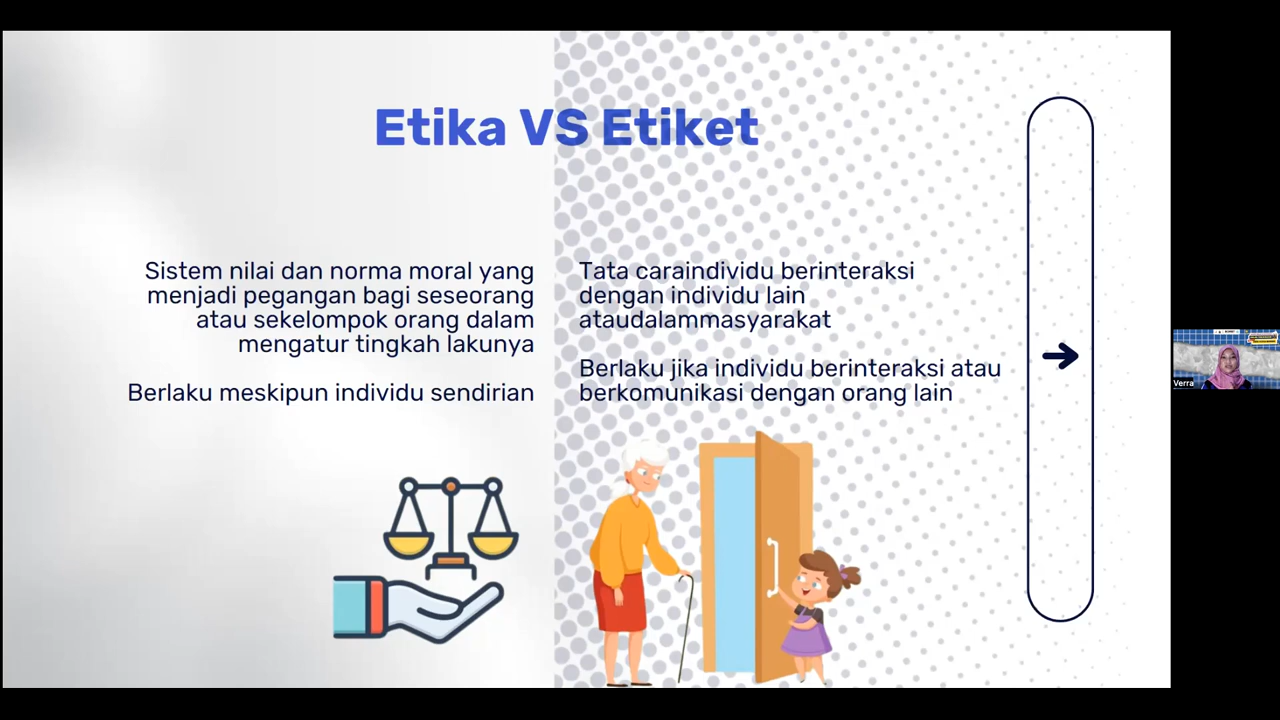 Etika VS Etiket
Sistem nilai dan norma moral yang
menjadi pegangan bagi seseorang
atau sekelompok orang dalam
mengatur tingkah lakunya
Berlaku meskipun individu sendirian
Tata caraindividu berinteraksi
dengan individu lain
ataudalammasyarakat
Berlaku jika individu berinteraksi atau
berkomunikasi dengan orang lain
Verra